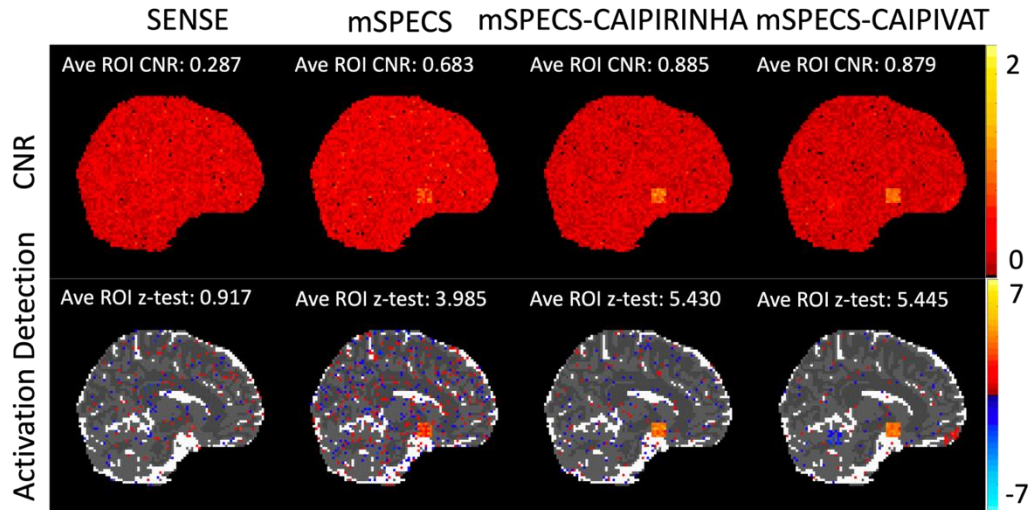 SENSE mSPECS mSPECS-CAIPIRINHA mSPECS-CAIPIVAT
CNR
Ave ROI CNR: 0.287 Ave ROI CNR: 0.683 Ave ROI CNR: 0.885 Ave ROI CNR: 0.879
2
0
Activation Detection
Ave ROI z-test: 0.917 Ave ROI z-test: 3.985 Ave ROI z-test: 5.430 Ave ROI z-test: 5.445
7
-7